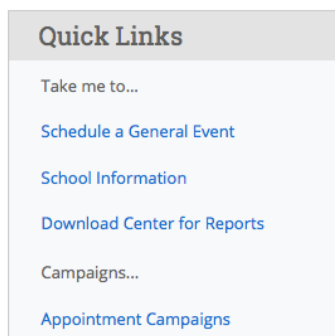 Quick Links
Take me to...
Schedule a General Event
School Information
Download Center for Reports
Campaigns...
Appointment Campaigns